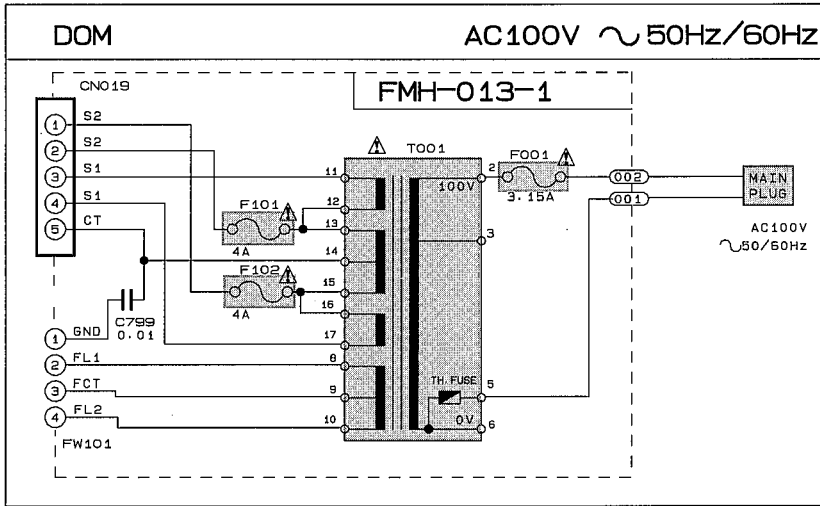 DOM
AC100V 50Hz/60Hz
FMH-013-1
CN019
1 S2
2 S2
3 S1
4 S1
5 CT
C799
0.01
1 GND
2 FL1
3 FCT
4 FL2
FW101
F101
4A
F102
4A
T001
11
12
13
14
15
16
17
8
9
10
2
100V
3
TH.FUSE
5
0V
6
F001
3.15A
002
001
MAIN
PLUG
AC100V
50/60Hz